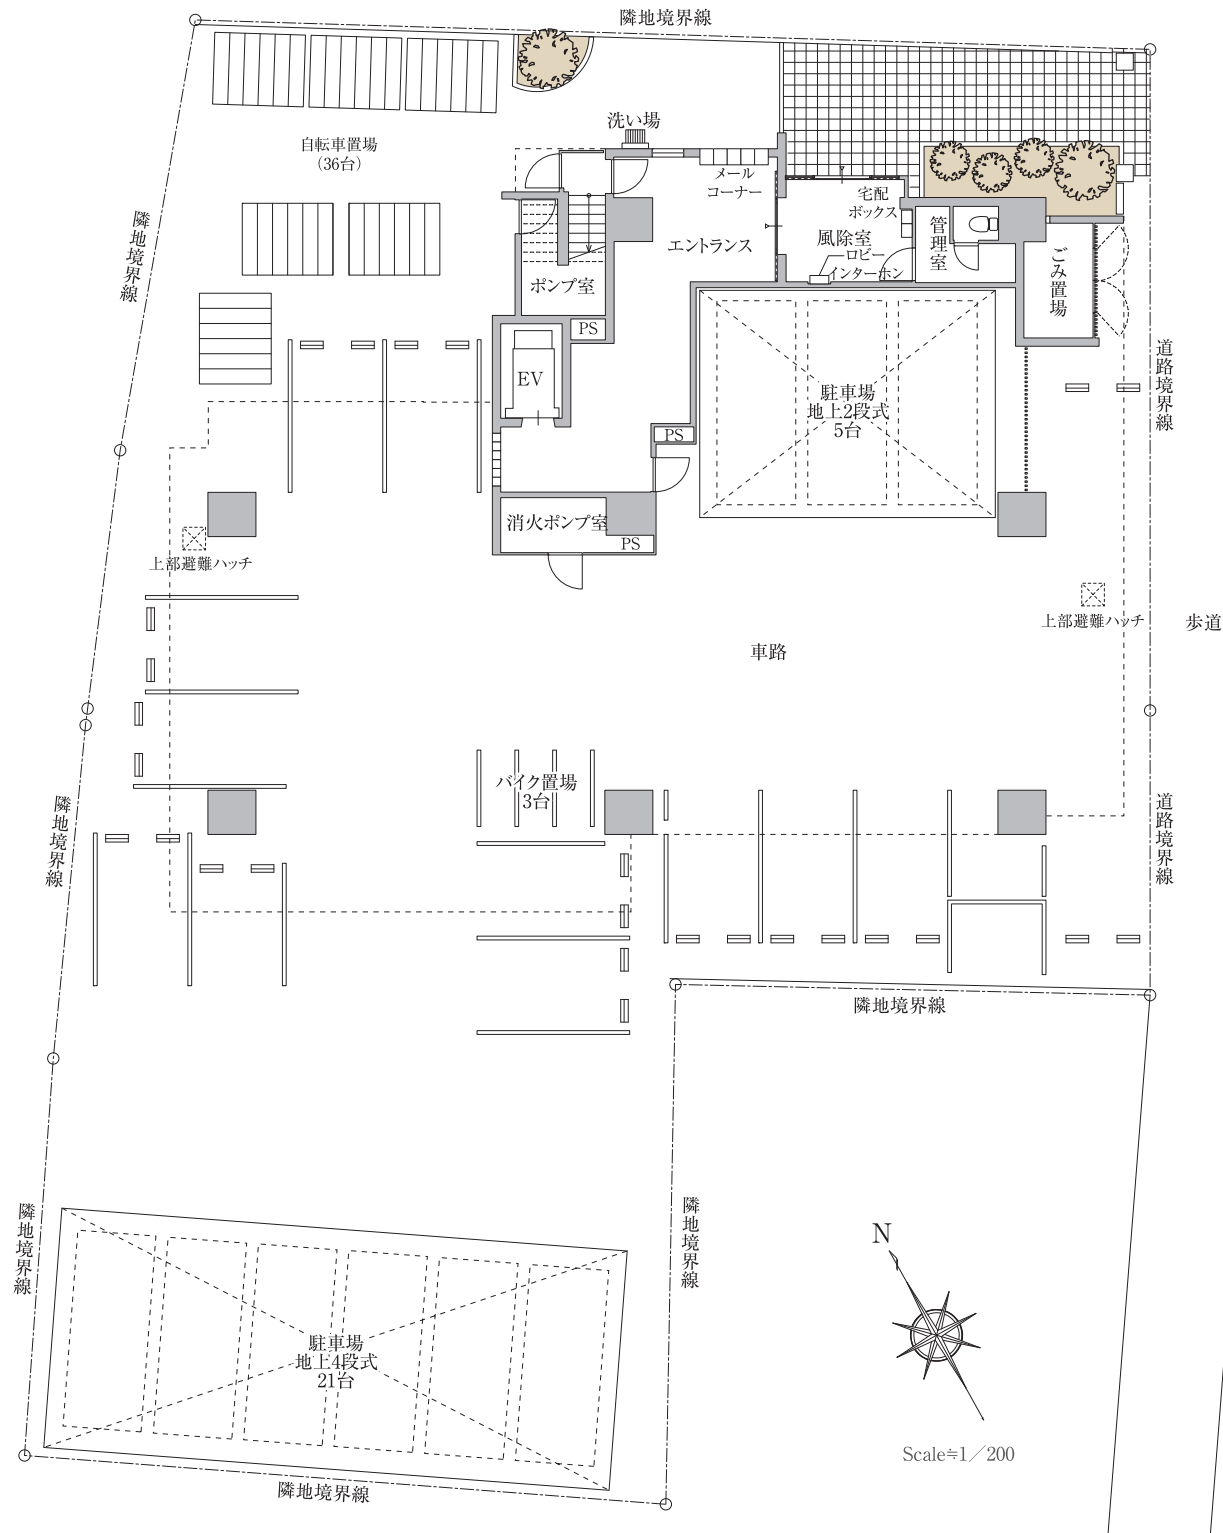 隣地境界線
洗い場
自転車置場
（36台）
メール
コーナー
宅配
ボックス
管理室
隣地境界線
エントランス
風除室
ロビー
インターホン
ごみ置場
ポンプ室
PS
EV
道路境界線
駐車場
地上2段式
5台
PS
消火ポンプ室
PS
上部避難ハッチ
上部避難ハッチ
歩道
車路
バイク置場
3台
隣地境界線
道路境界線
隣地境界線
隣地境界線
隣地境界線
N
駐車場
地上4段式
21台
Scale≒1／200
隣地境界線